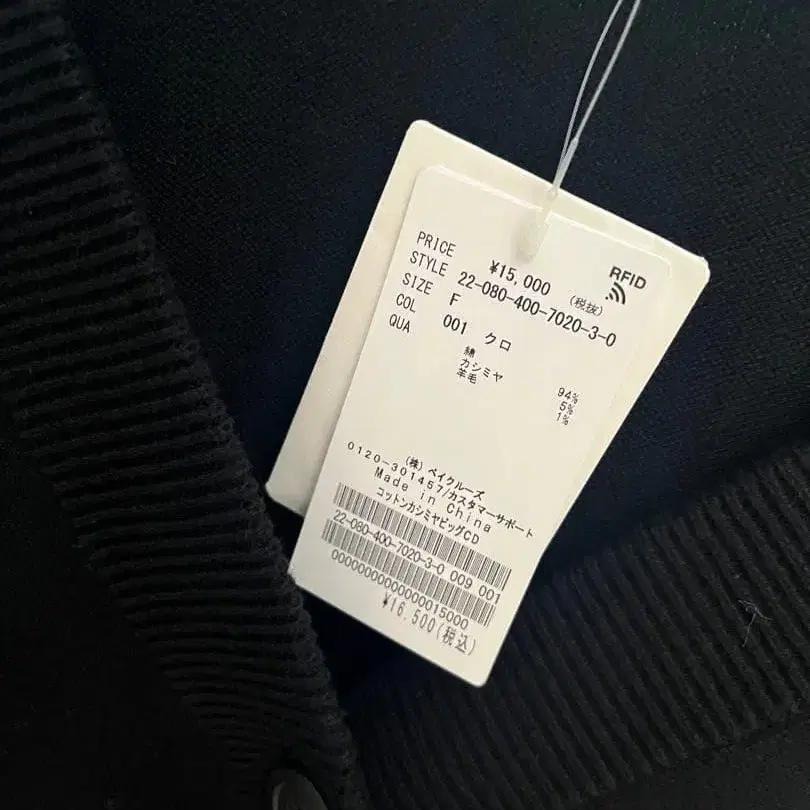 RFID
PRICE ¥15,000 (税抜)
STYLE 22-080-400-7020-3-0
SIZE F
COL 001 クロ
QUA
綿 94%
カシミヤ 5%
羊毛 1%
(株) ベイクルーズ
0120-301457/カスタマーサポート
Made in China
コットンカシミヤビッグCD
22-080-400-7020-3-0 009 001
0000000000000015000
¥16,500(税込)